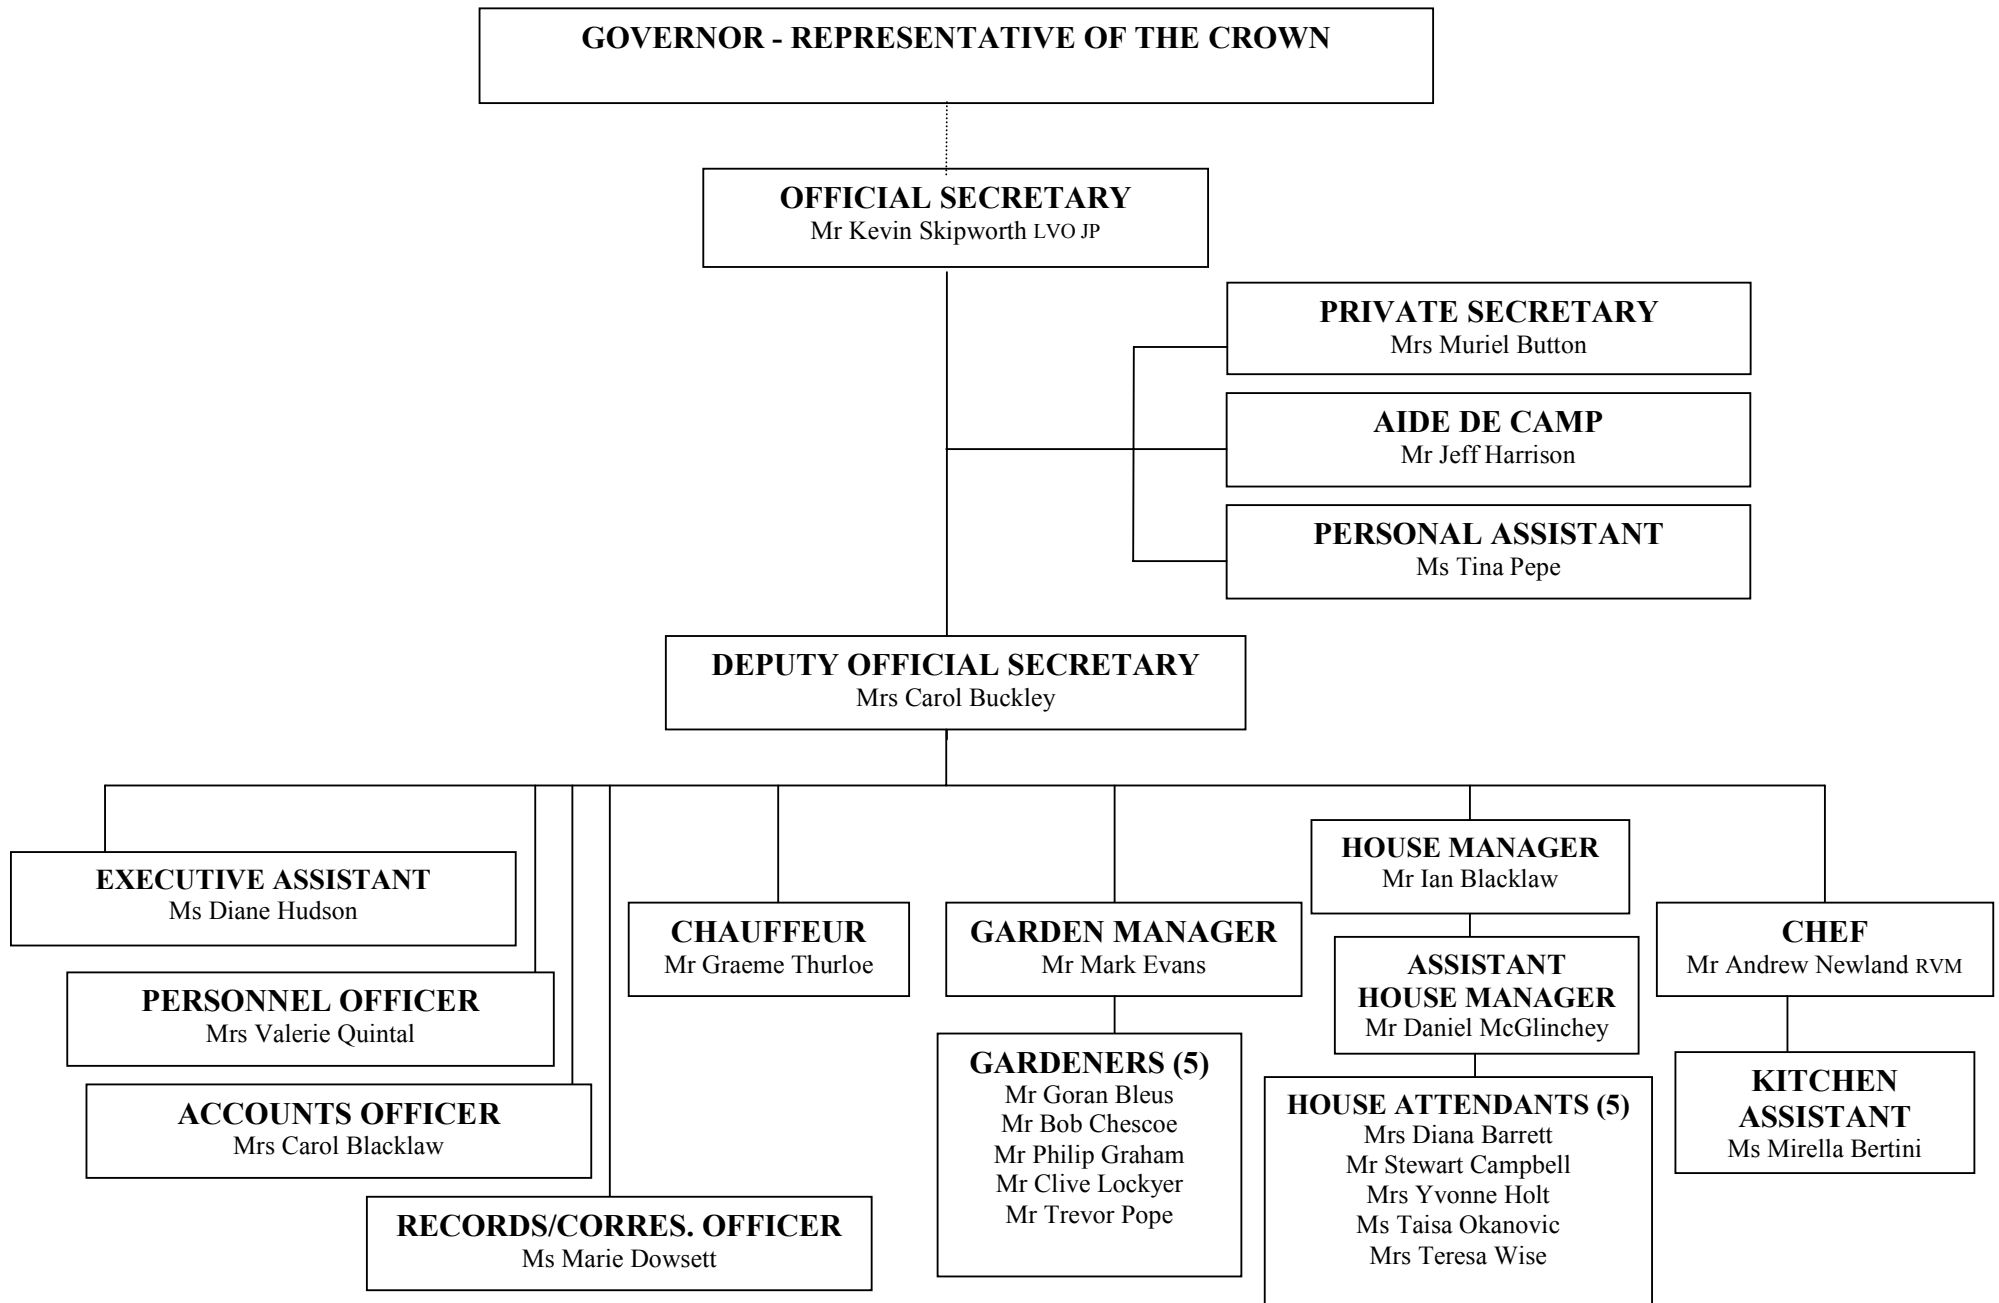 GOVERNOR - REPRESENTATIVE OF THE CROWN
OFFICIAL SECRETARY
Mr Kevin Skipworth LVO JP
PRIVATE SECRETARY
Mrs Muriel Button
AIDE DE CAMP
Mr Jeff Harrison
PERSONAL ASSISTANT
Ms Tina Pepe
DEPUTY OFFICIAL SECRETARY
Mrs Carol Buckley
EXECUTIVE ASSISTANT
Ms Diane Hudson
PERSONNEL OFFICER
Mrs Valerie Quintal
ACCOUNTS OFFICER
Mrs Carol Blacklaw
RECORDS/CORRES. OFFICER
Ms Marie Dowsett
CHAUFFEUR
Mr Graeme Thurloe
GARDEN MANAGER
Mr Mark Evans
GARDENERS (5)
Mr Goran Bleus
Mr Bob Chescoe
Mr Philip Graham
Mr Clive Lockyer
Mr Trevor Pope
HOUSE MANAGER
Mr Ian Blacklaw
ASSISTANT
HOUSE MANAGER
Mr Daniel McGlinchey
HOUSE ATTENDANTS (5)
Mrs Diana Barrett
Mr Stewart Campbell
Mrs Yvonne Holt
Ms Taisa Okanovic
Mrs Teresa Wise
CHEF
Mr Andrew Newland RVM
KITCHEN
ASSISTANT
Ms Mirella Bertini